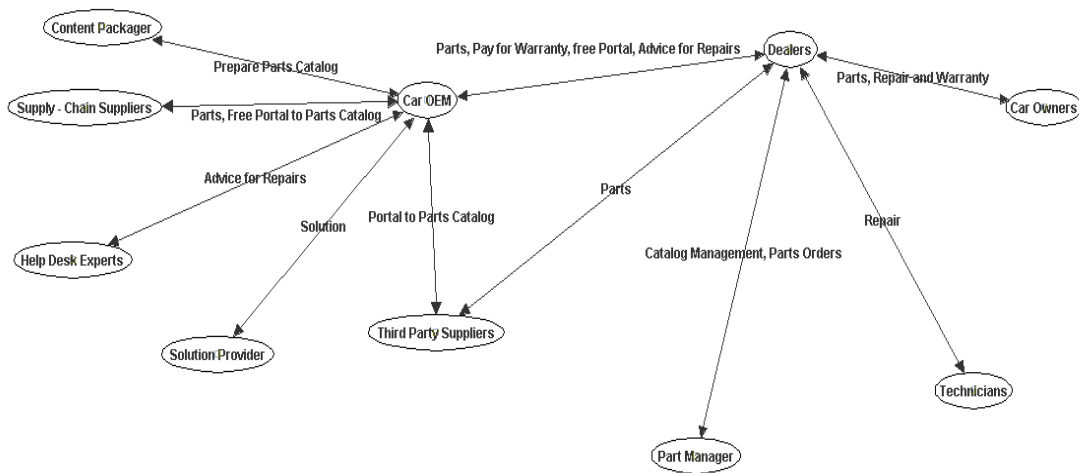 Content Packager
Parts, Pay for Warranty, free Portal, Advice for Repairs
Dealers
Prepare Parts Catalog
Parts, Repair and Warranty
Supply - Chain Suppliers
Car OEM
Car Owners
Parts, Free Portal to Parts Catalog
Advice for Repairs
Parts
Solution
Portal to Parts Catalog
Repair
Help Desk Experts
Catalog Management, Parts Orders
Third Party Suppliers
Solution Provider
Technicians
Part Manager